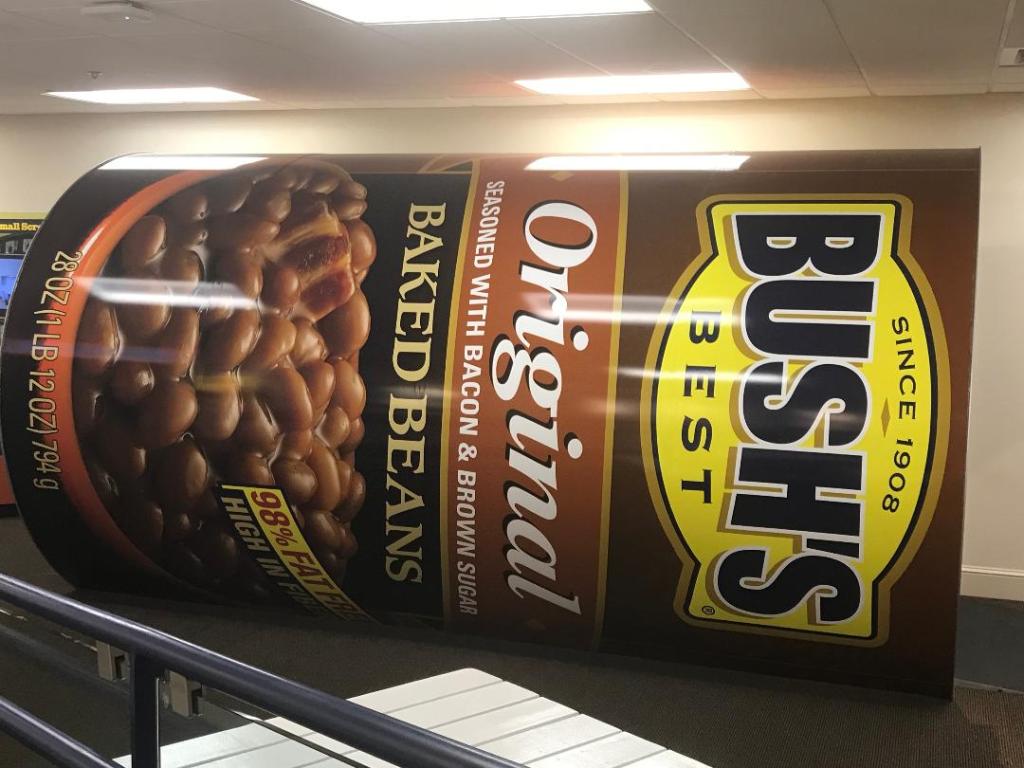 SINCE 1908
BUSH'S®
BEST
Original
SEASONED WITH BACON & BROWN SUGAR
BAKED BEANS
98% FAT FREE
HIGH IN FIBER
28 OZ (1 LB 12 OZ) 794 g
mall